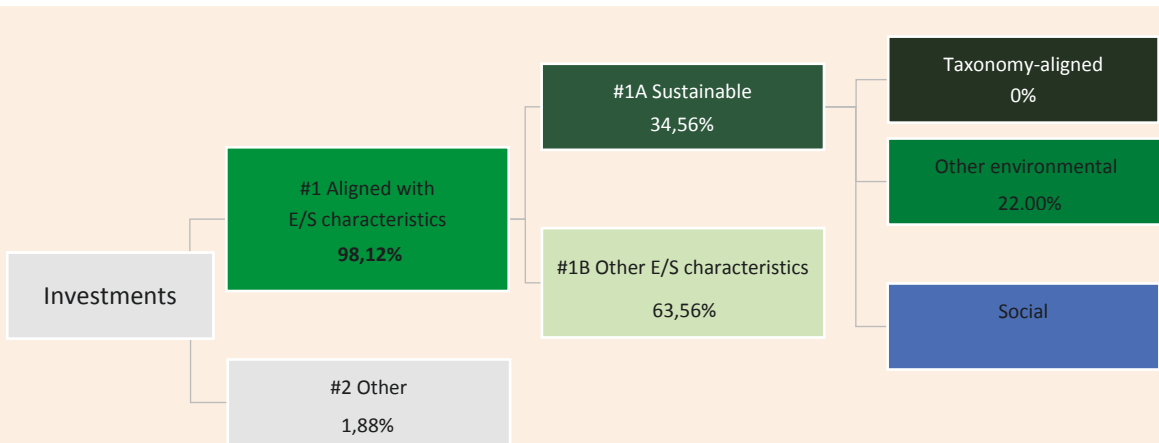 Investments
#1 Aligned with
E/S characteristics
98,12%
#2 Other
1,88%
#1A Sustainable
34,56%
#1B Other E/S characteristics
63,56%
Taxonomy-aligned
0%
Other environmental
22.00%
Social